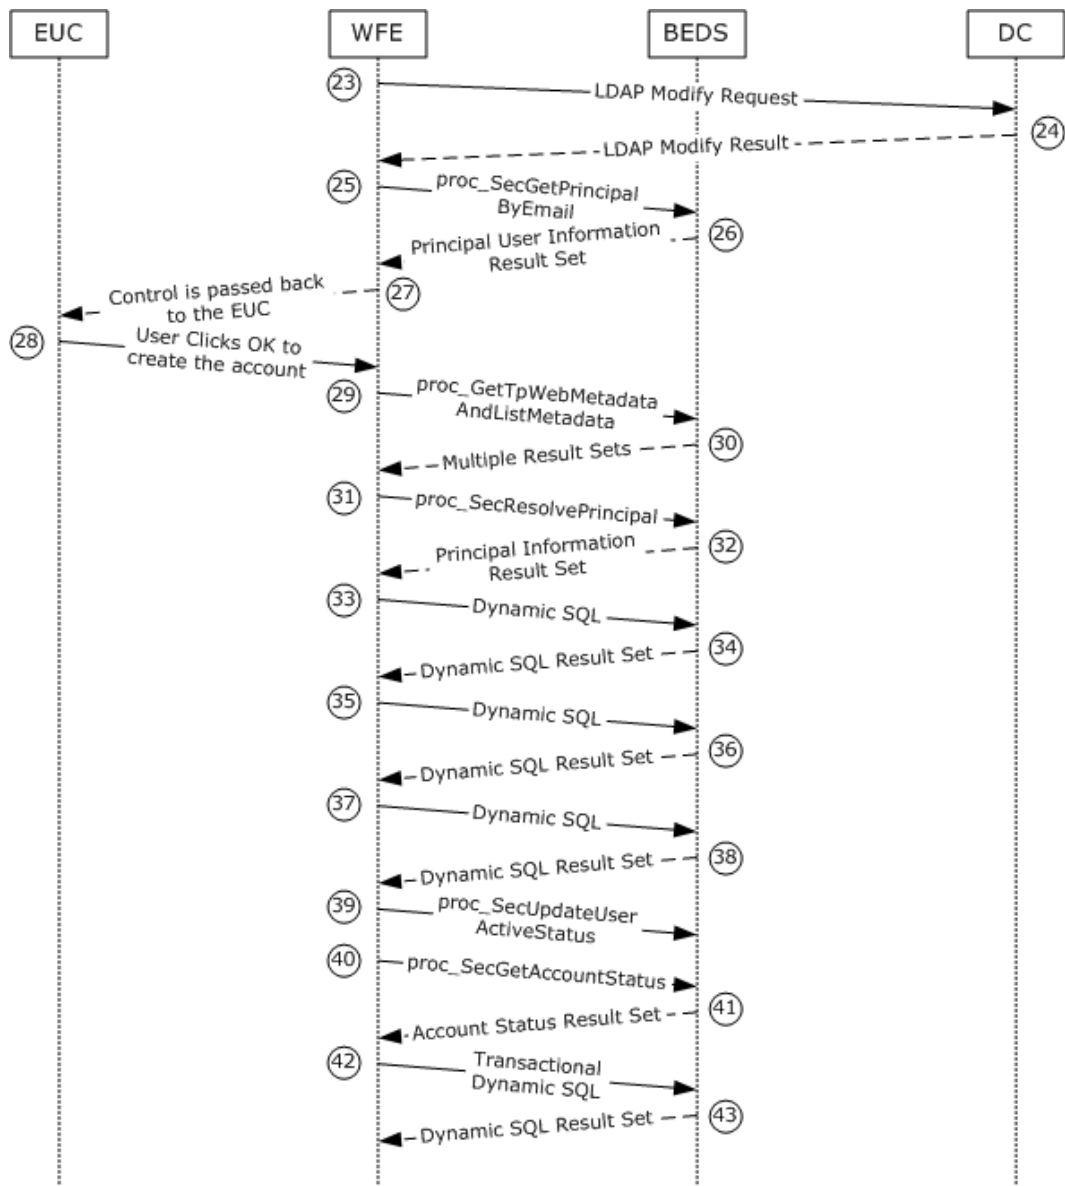 EUC
WFE
BEDS
DC
23
LDAP Modify Request
24
LDAP Modify Result
25
proc_SecGetPrincipal
ByEmail
26
Principal User Information
Result Set
27
Control is passed back
to the EUC
28
User Clicks OK to
create the account
29
proc_GetTpWebMetadata
AndListMetadata
30
Multiple Result Sets
31
proc_SecResolvePrincipal
32
Principal Information
Result Set
33
Dynamic SQL
34
Dynamic SQL Result Set
35
Dynamic SQL
36
Dynamic SQL Result Set
37
Dynamic SQL
38
Dynamic SQL Result Set
39
proc_SecUpdateUser
ActiveStatus
40
proc_SecGetAccountStatus
41
Account Status Result Set
42
Transactional
Dynamic SQL
43
Dynamic SQL Result Set